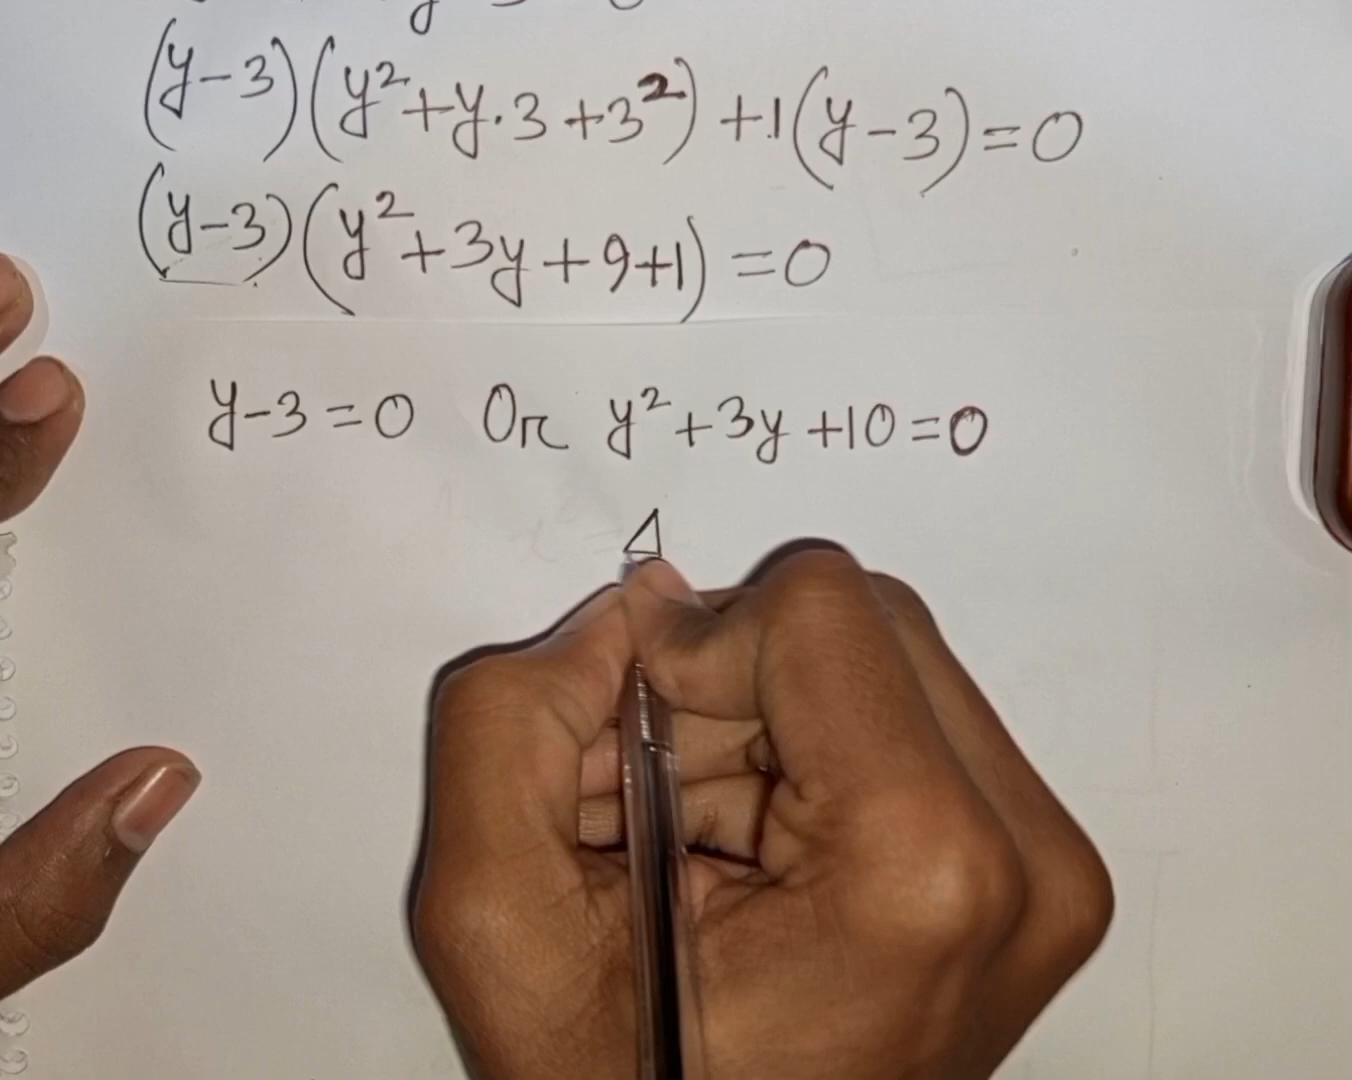 (y-3)(y²+y.3+3²)+1(y-3)=0
(y-3)(y²+3y+9+1)=0
y-3=0 Or y²+3y+10=0
Δ